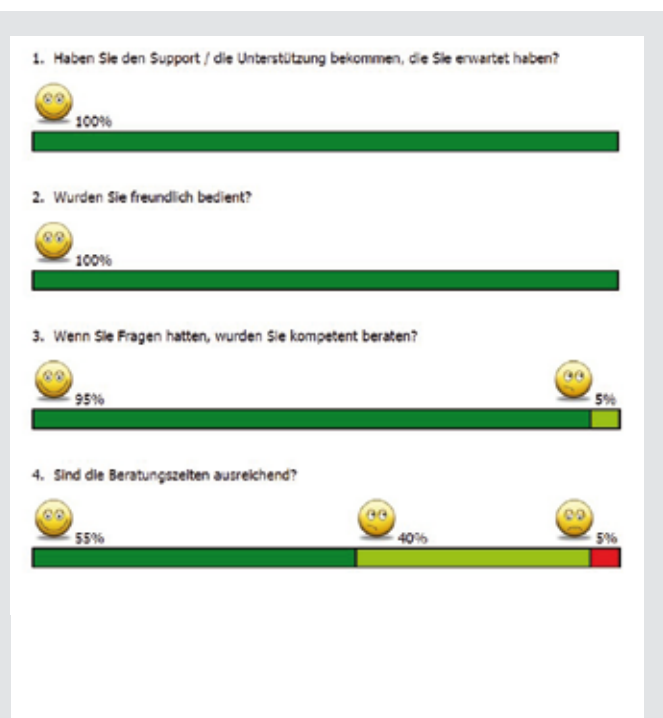 1. Haben Sie den Support / die Unterstützung bekommen, die Sie erwartet haben?
100%
2. Wurden Sie freundlich bedient?
100%
3. Wenn Sie Fragen hatten, wurden Sie kompetent beraten?
95% 5%
4. Sind die Beratungszeiten ausreichend?
55% 40% 5%